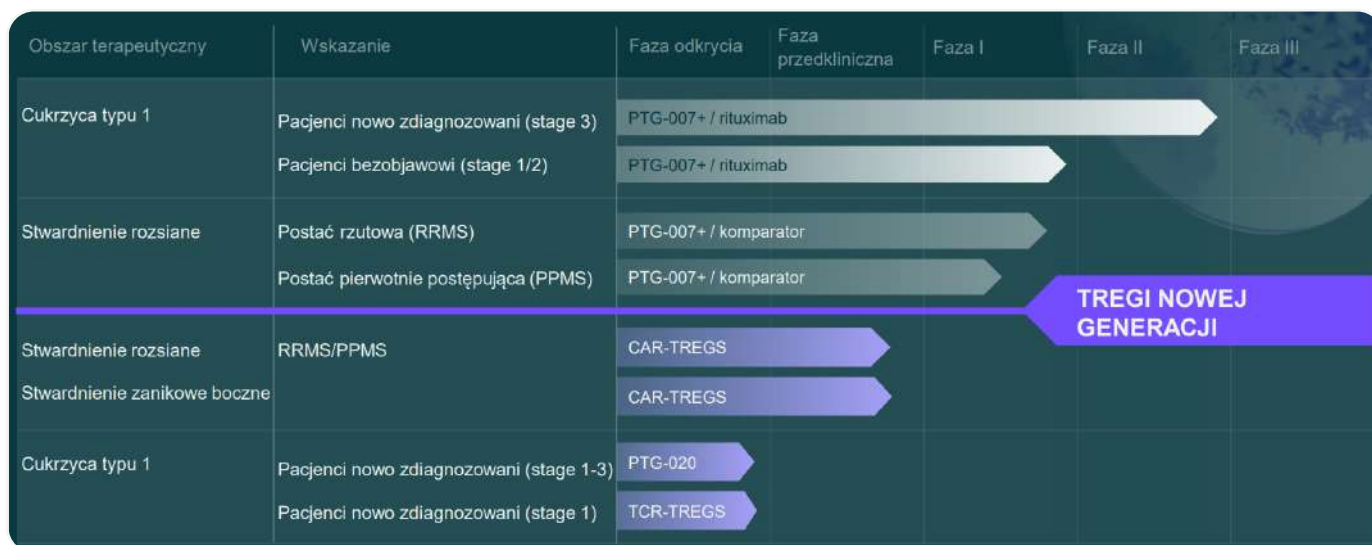 Obszar terapeutyczny
Wskazanie
Faza odkrycia
Faza
przedkliniczna
Faza I
Faza II
Faza III
Cukrzyca typu 1
Pacjenci nowo zdiagnozowani (stage 3)
PTG-007+ / rituximab
Pacjenci bezobjawowi (stage 1/2)
PTG-007+ / rituximab
Stwardnienie rozsiane
Postać rzutowa (RRMS)
PTG-007+ / komparator
Postać pierwotnie postępująca (PPMS)
PTG-007+ / komparator
TREGI NOWEJ
GENERACJI
Stwardnienie rozsiane
RRMS/PPMS
CAR-TREGS
Stwardnienie zanikowe boczne
CAR-TREGS
Cukrzyca typu 1
Pacjenci nowo zdiagnozowani (stage 1-3)
PTG-020
Pacjenci nowo zdiagnozowani (stage 1)
TCR-TREGS